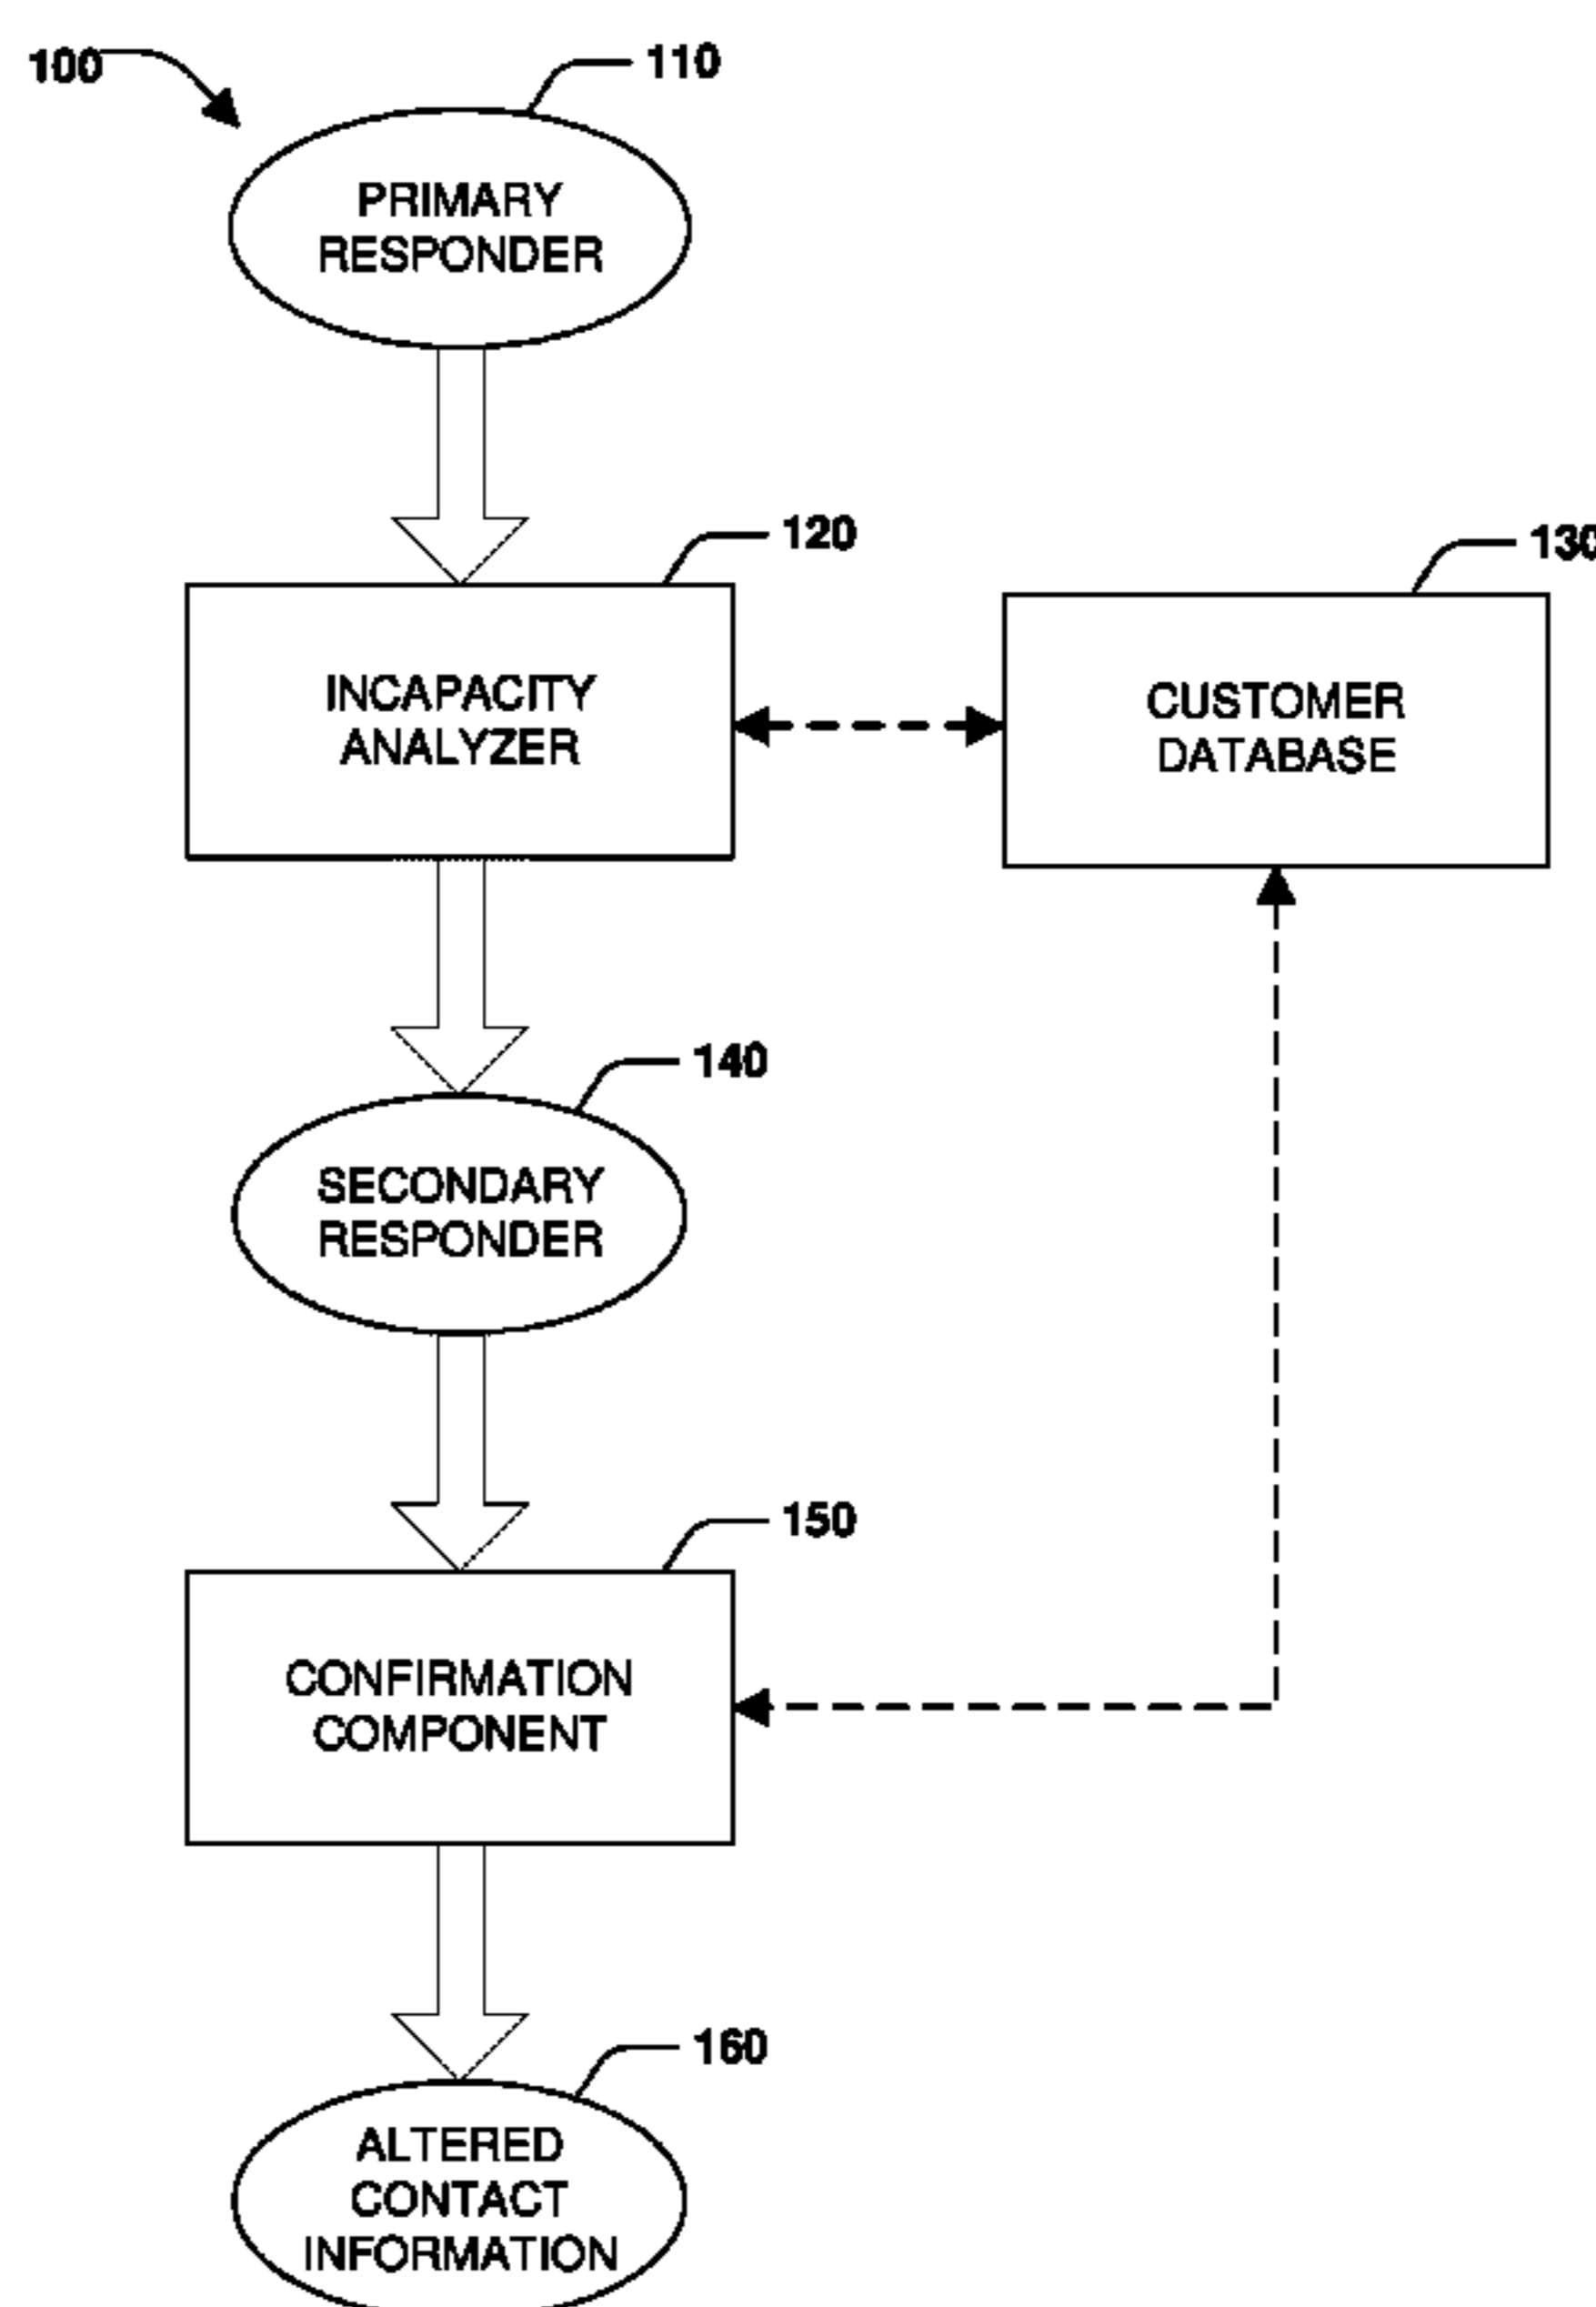 100
110
PRIMARY
RESPONDER
120
130
INCAPACITY
ANALYZER
CUSTOMER
DATABASE
140
SECONDARY
RESPONDER
150
CONFIRMATION
COMPONENT
160
ALTERED
CONTACT
INFORMATION